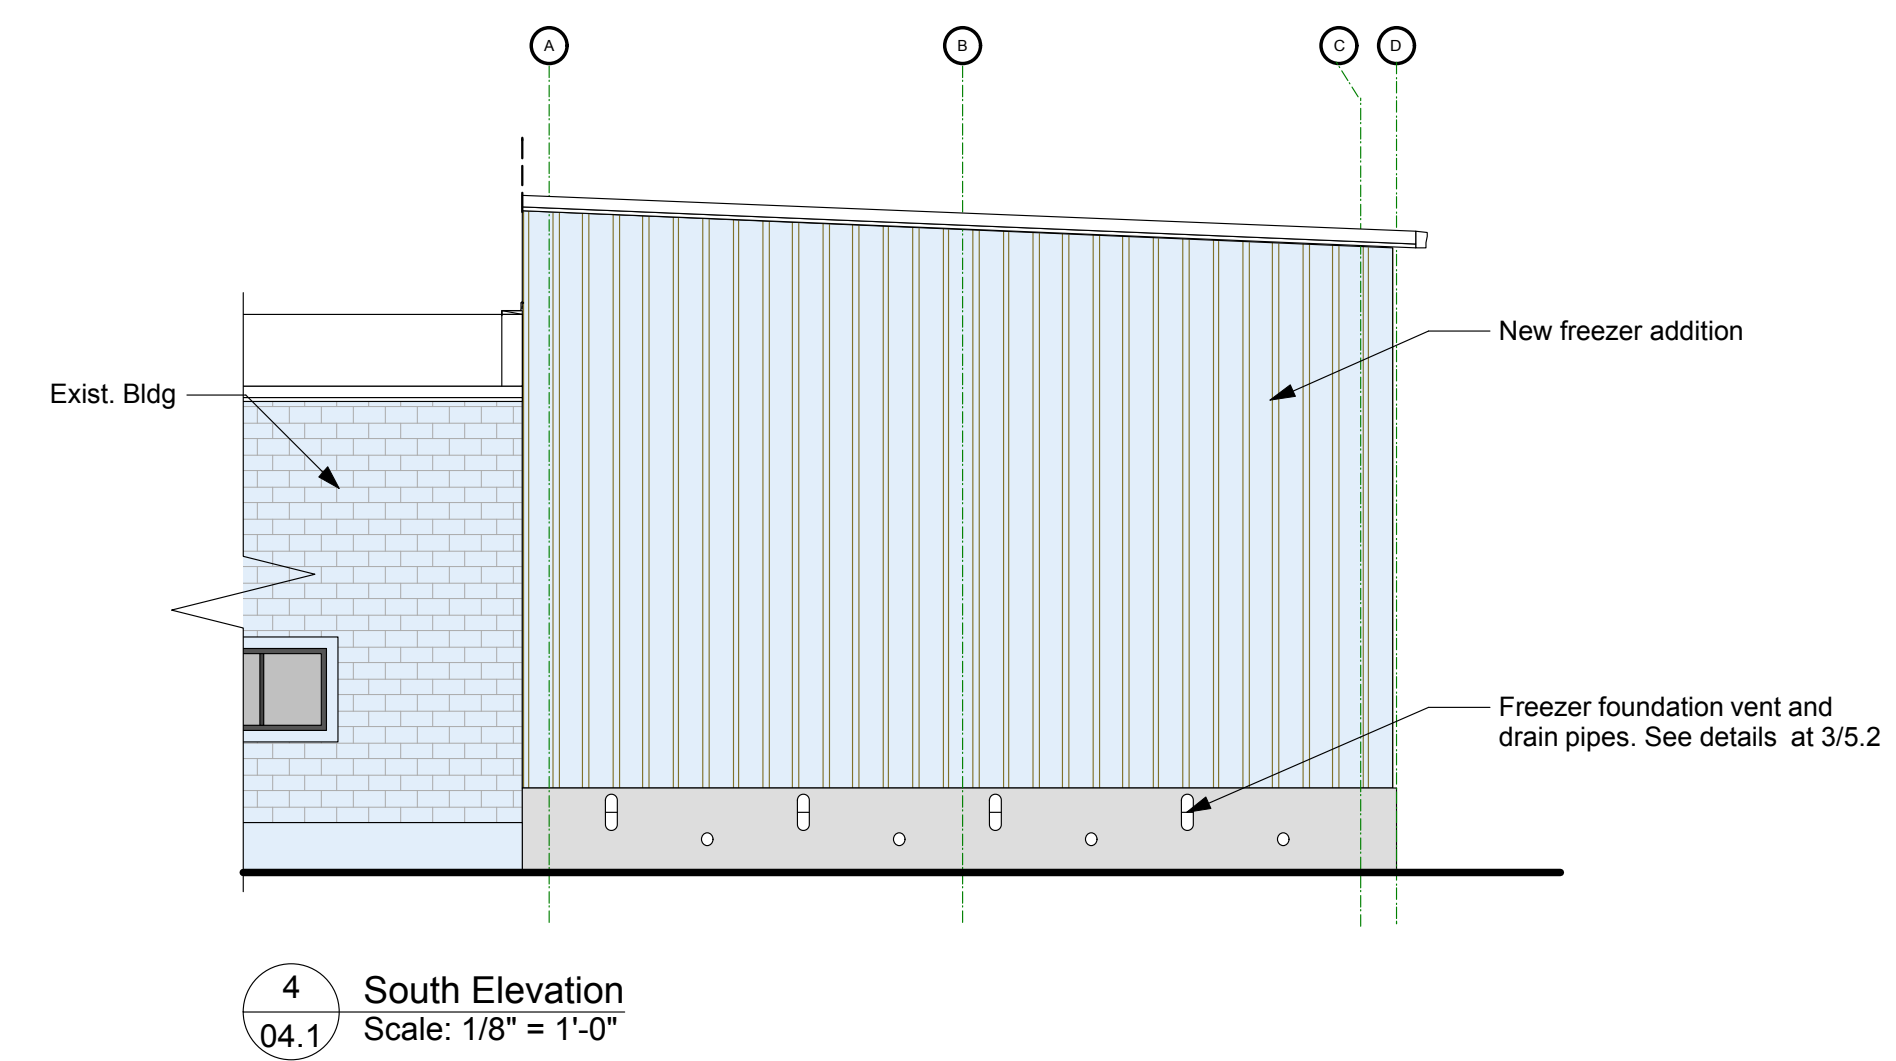 A
B
C
D
Exist. Bldg
New freezer addition
Freezer foundation vent and
drain pipes. See details  at 3/5.2
4
04.1
South Elevation
Scale: 1/8" = 1'-0"